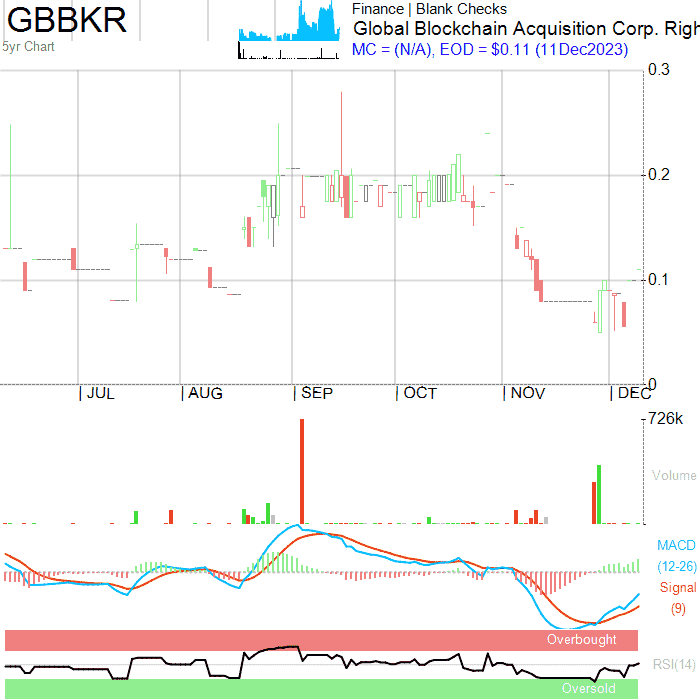 GBBKR
5yr Chart
Finance | Blank Checks
Global Blockchain Acquisition Corp. Righ
MC = (N/A), EOD = $0.11 (11Dec2023)
0.3
0.2
0.1
0
JUL
AUG
SEP
OCT
NOV
DEC
726k
Volume
MACD
(12-26)
Signal
(9)
Overbought
RSI(14)
Oversold